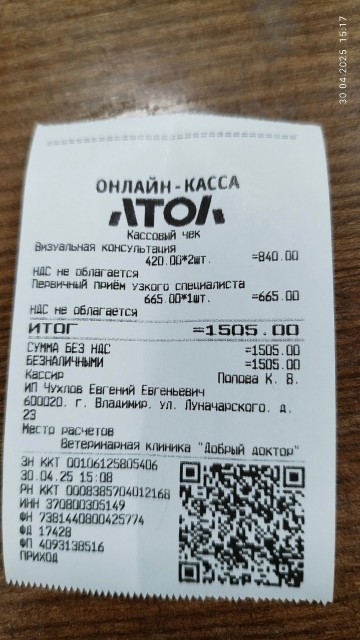 30.04.2025 15:17
ОНЛАЙН-КАССА
АТОЛ
Кассовый чек
Визуальная консультация
420.00*2шт. =840.00
НДС не облагается
Первичный приём узкого специалиста
665.00*1шт. =665.00
НДС не облагается
ИТОГ =1505.00
СУММА БЕЗ НДС =1505.00
БЕЗНАЛИЧНЫМИ =1505.00
Кассир Попова К. В.
ИП Чухлов Евгений Евгеньевич
600020. г. Владимир. ул. Луначарского. д.
23
Место расчетов
Ветеринарная клиника "Добрый доктор"
ЗН ККТ 00106125805406
30.04.25 15:08
РН ККТ 0008385704012168
ИНН 370800305149
ФН 7381440800425774
ФД 17428
ФП 4093138516
ПРИХОД